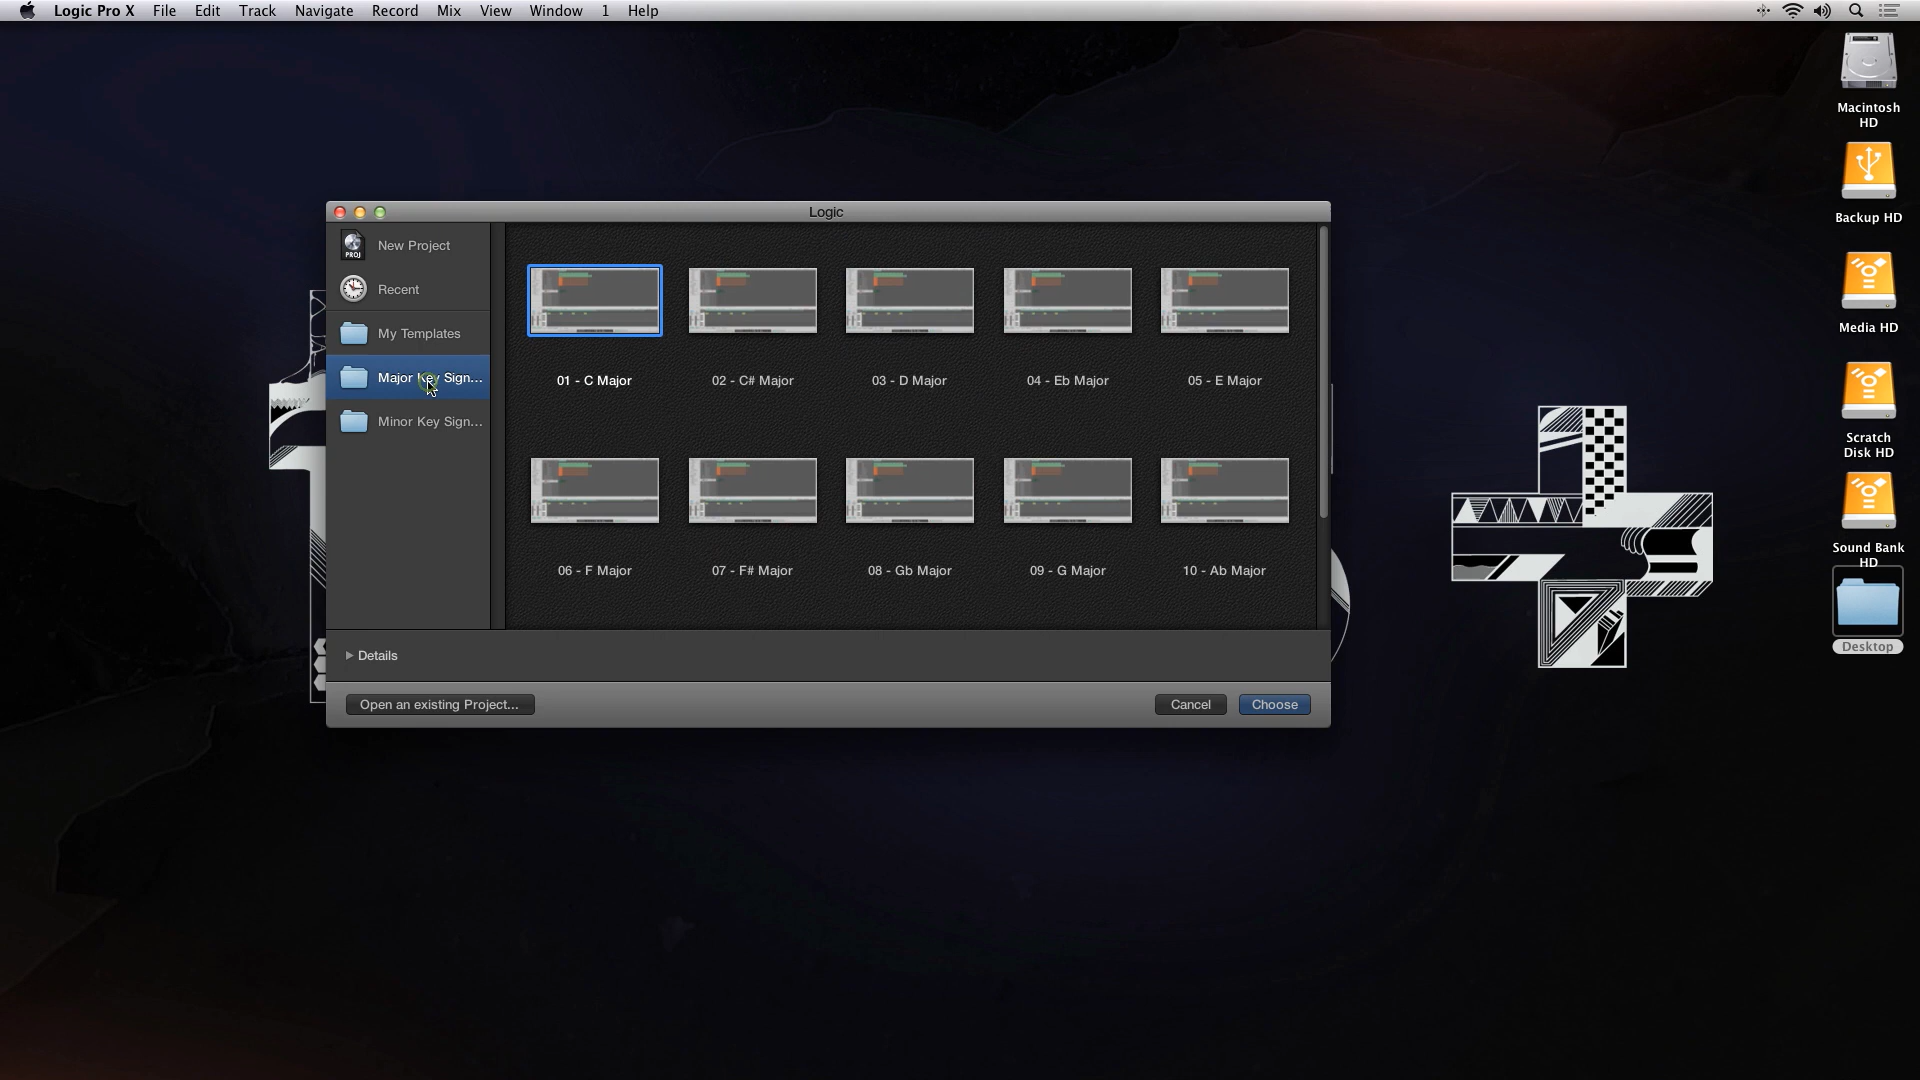 Logic Pro X File Edit Track Navigate Record Mix View Window 1 Help
Macintosh
HD
Backup HD
Media HD
Scratch
Disk HD
Sound Bank
HD
Desktop
Logic
PROJ
New Project
Recent
My Templates
Major Key Sign...
Minor Key Sign...
01 - C Major
02 - C# Major
03 - D Major
04 - Eb Major
05 - E Major
06 - F Major
07 - F# Major
08 - Gb Major
09 - G Major
10 - Ab Major
Details
Open an existing Project...
Cancel
Choose